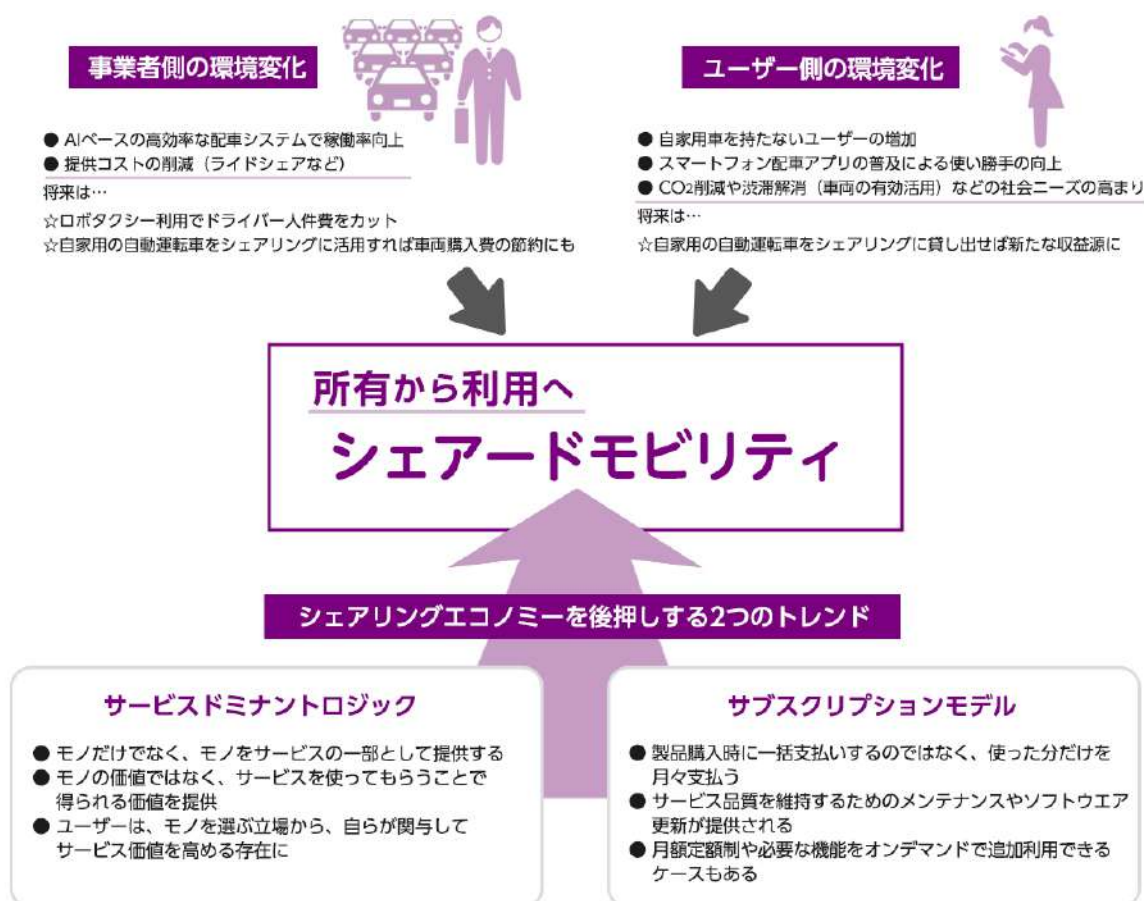 事業者側の環境変化
● AIベースの高効率な配車システムで稼働率向上
● 提供コストの削減（ライドシェアなど）
将来は…
☆ロボタクシー利用でドライバー人件費をカット
☆自家用の自動運転車をシェアリングに活用すれば車両購入費の節約にも
ユーザー側の環境変化
● 自家用車を持たないユーザーの増加
● スマートフォン配車アプリの普及による使い勝手の向上
● CO2削減や渋滞解消（車両の有効活用）などの社会ニーズの高まり
将来は…
☆自家用の自動運転車をシェアリングに貸し出せば新たな収益源に
所有から利用へ
シェアードモビリティ
シェアリングエコノミーを後押しする2つのトレンド
サービスドミナントロジック
● モノだけでなく、モノをサービスの一部として提供する
● モノの価値ではなく、サービスを使ってもらうことで
得られる価値を提供
● ユーザーは、モノを選ぶ立場から、自らが関与して
サービス価値を高める存在に
サブスクリプションモデル
● 製品購入時に一括支払いするのではなく、使った分だけを
月々支払う
● サービス品質を維持するためのメンテナンスやソフトウエア
更新が提供される
● 月額定額制や必要な機能をオンデマンドで追加利用できる
ケースもある